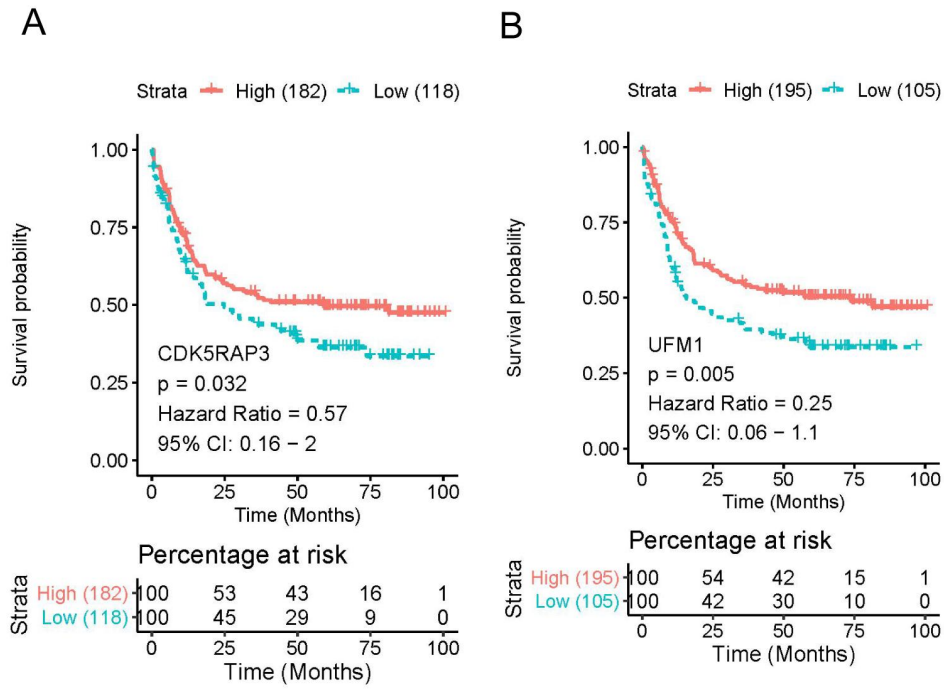 A
Strata High (182) Low (118)
Survival probability
1.00
0.75
0.50
0.25
0.00
CDK5RAP3
p = 0.032
Hazard Ratio = 0.57
95% CI: 0.16 − 2
0 25 50 75 100
Time (Months)
Percentage at risk
Strata
High (182) 100 53 43 16 1
Low (118) 100 45 29 9 0
0 25 50 75 100
Time (Months)
B
Strata High (195) Low (105)
Survival probability
1.00
0.75
0.50
0.25
0.00
UFM1
p = 0.005
Hazard Ratio = 0.25
95% CI: 0.06 − 1.1
0 25 50 75 100
Time (Months)
Percentage at risk
Strata
High (195) 100 54 42 15 1
Low (105) 100 42 30 10 0
0 25 50 75 100
Time (Months)